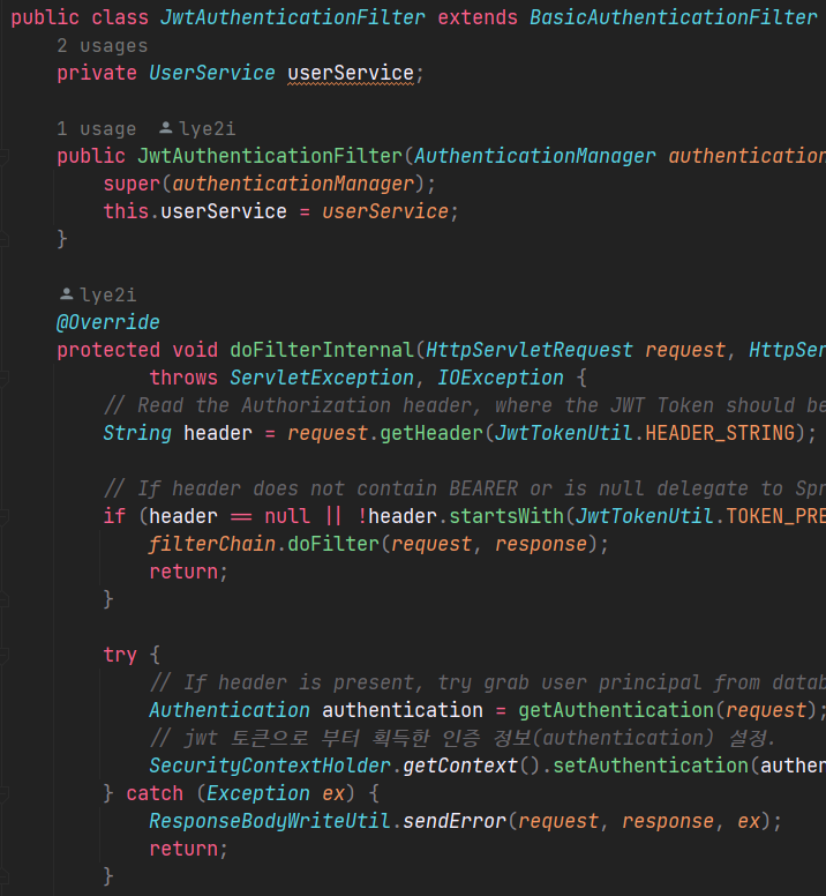 public class JwtAuthenticationFilter extends BasicAuthenticationFilter
2 usages
private UserService userService;
1 usage lye2i
public JwtAuthenticationFilter(AuthenticationManager authentication
super(authenticationManager);
this.userService = userService;
}
lye2i
@Override
protected void doFilterInternal(HttpServletRequest request, HttpSer
throws ServletException, IOException {
// Read the Authorization header, where the JWT Token should be
String header = request.getHeader(JwtTokenUtil.HEADER_STRING);
// If header does not contain BEARER or is null delegate to Spr
if (header == null || !header.startsWith(JwtTokenUtil.TOKEN_PRE
filterChain.doFilter(request, response);
return;
}
try {
// If header is present, try grab user principal from datab
Authentication authentication = getAuthentication(request);
// jwt 토큰으로 부터 획득한 인증 정보(authentication) 설정.
SecurityContextHolder.getContext().setAuthentication(authen
} catch (Exception ex) {
ResponseBodyWriteUtil.sendError(request, response, ex);
return;
}